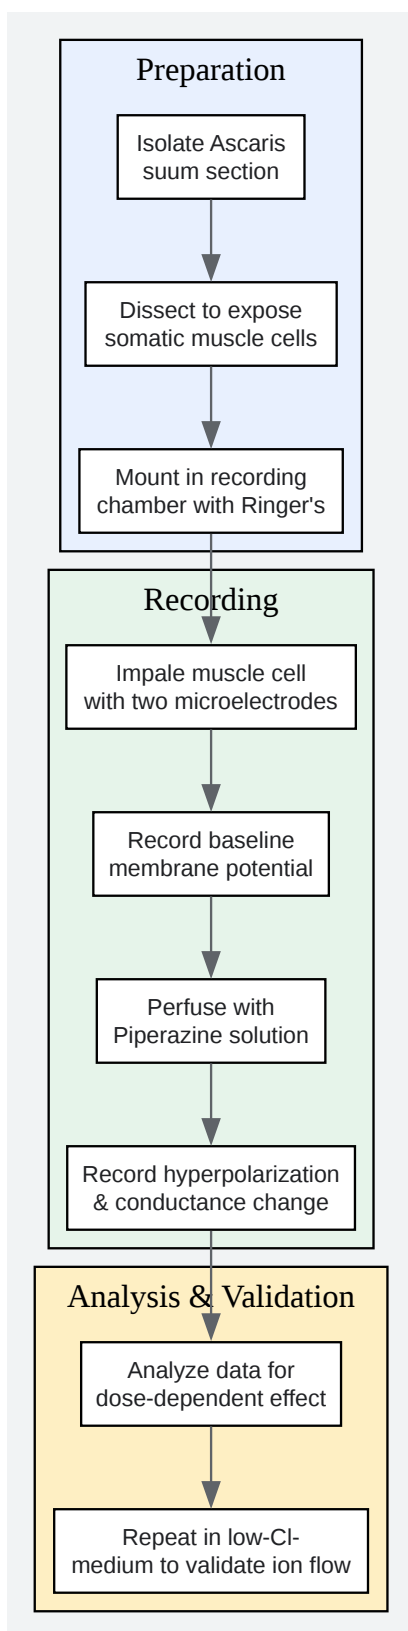 Preparation
Isolate Ascaris
suum section
Dissect to expose
somatic muscle cells
Mount in recording
chamber with Ringer's
Recording
Impale muscle cell
with two microelectrodes
Record baseline
membrane potential
Perfuse with
Piperazine solution
Record hyperpolarization
& conductance change
Analysis & Validation
Analyze data for
dose-dependent effect
Repeat in low-Cl-
medium to validate ion flow